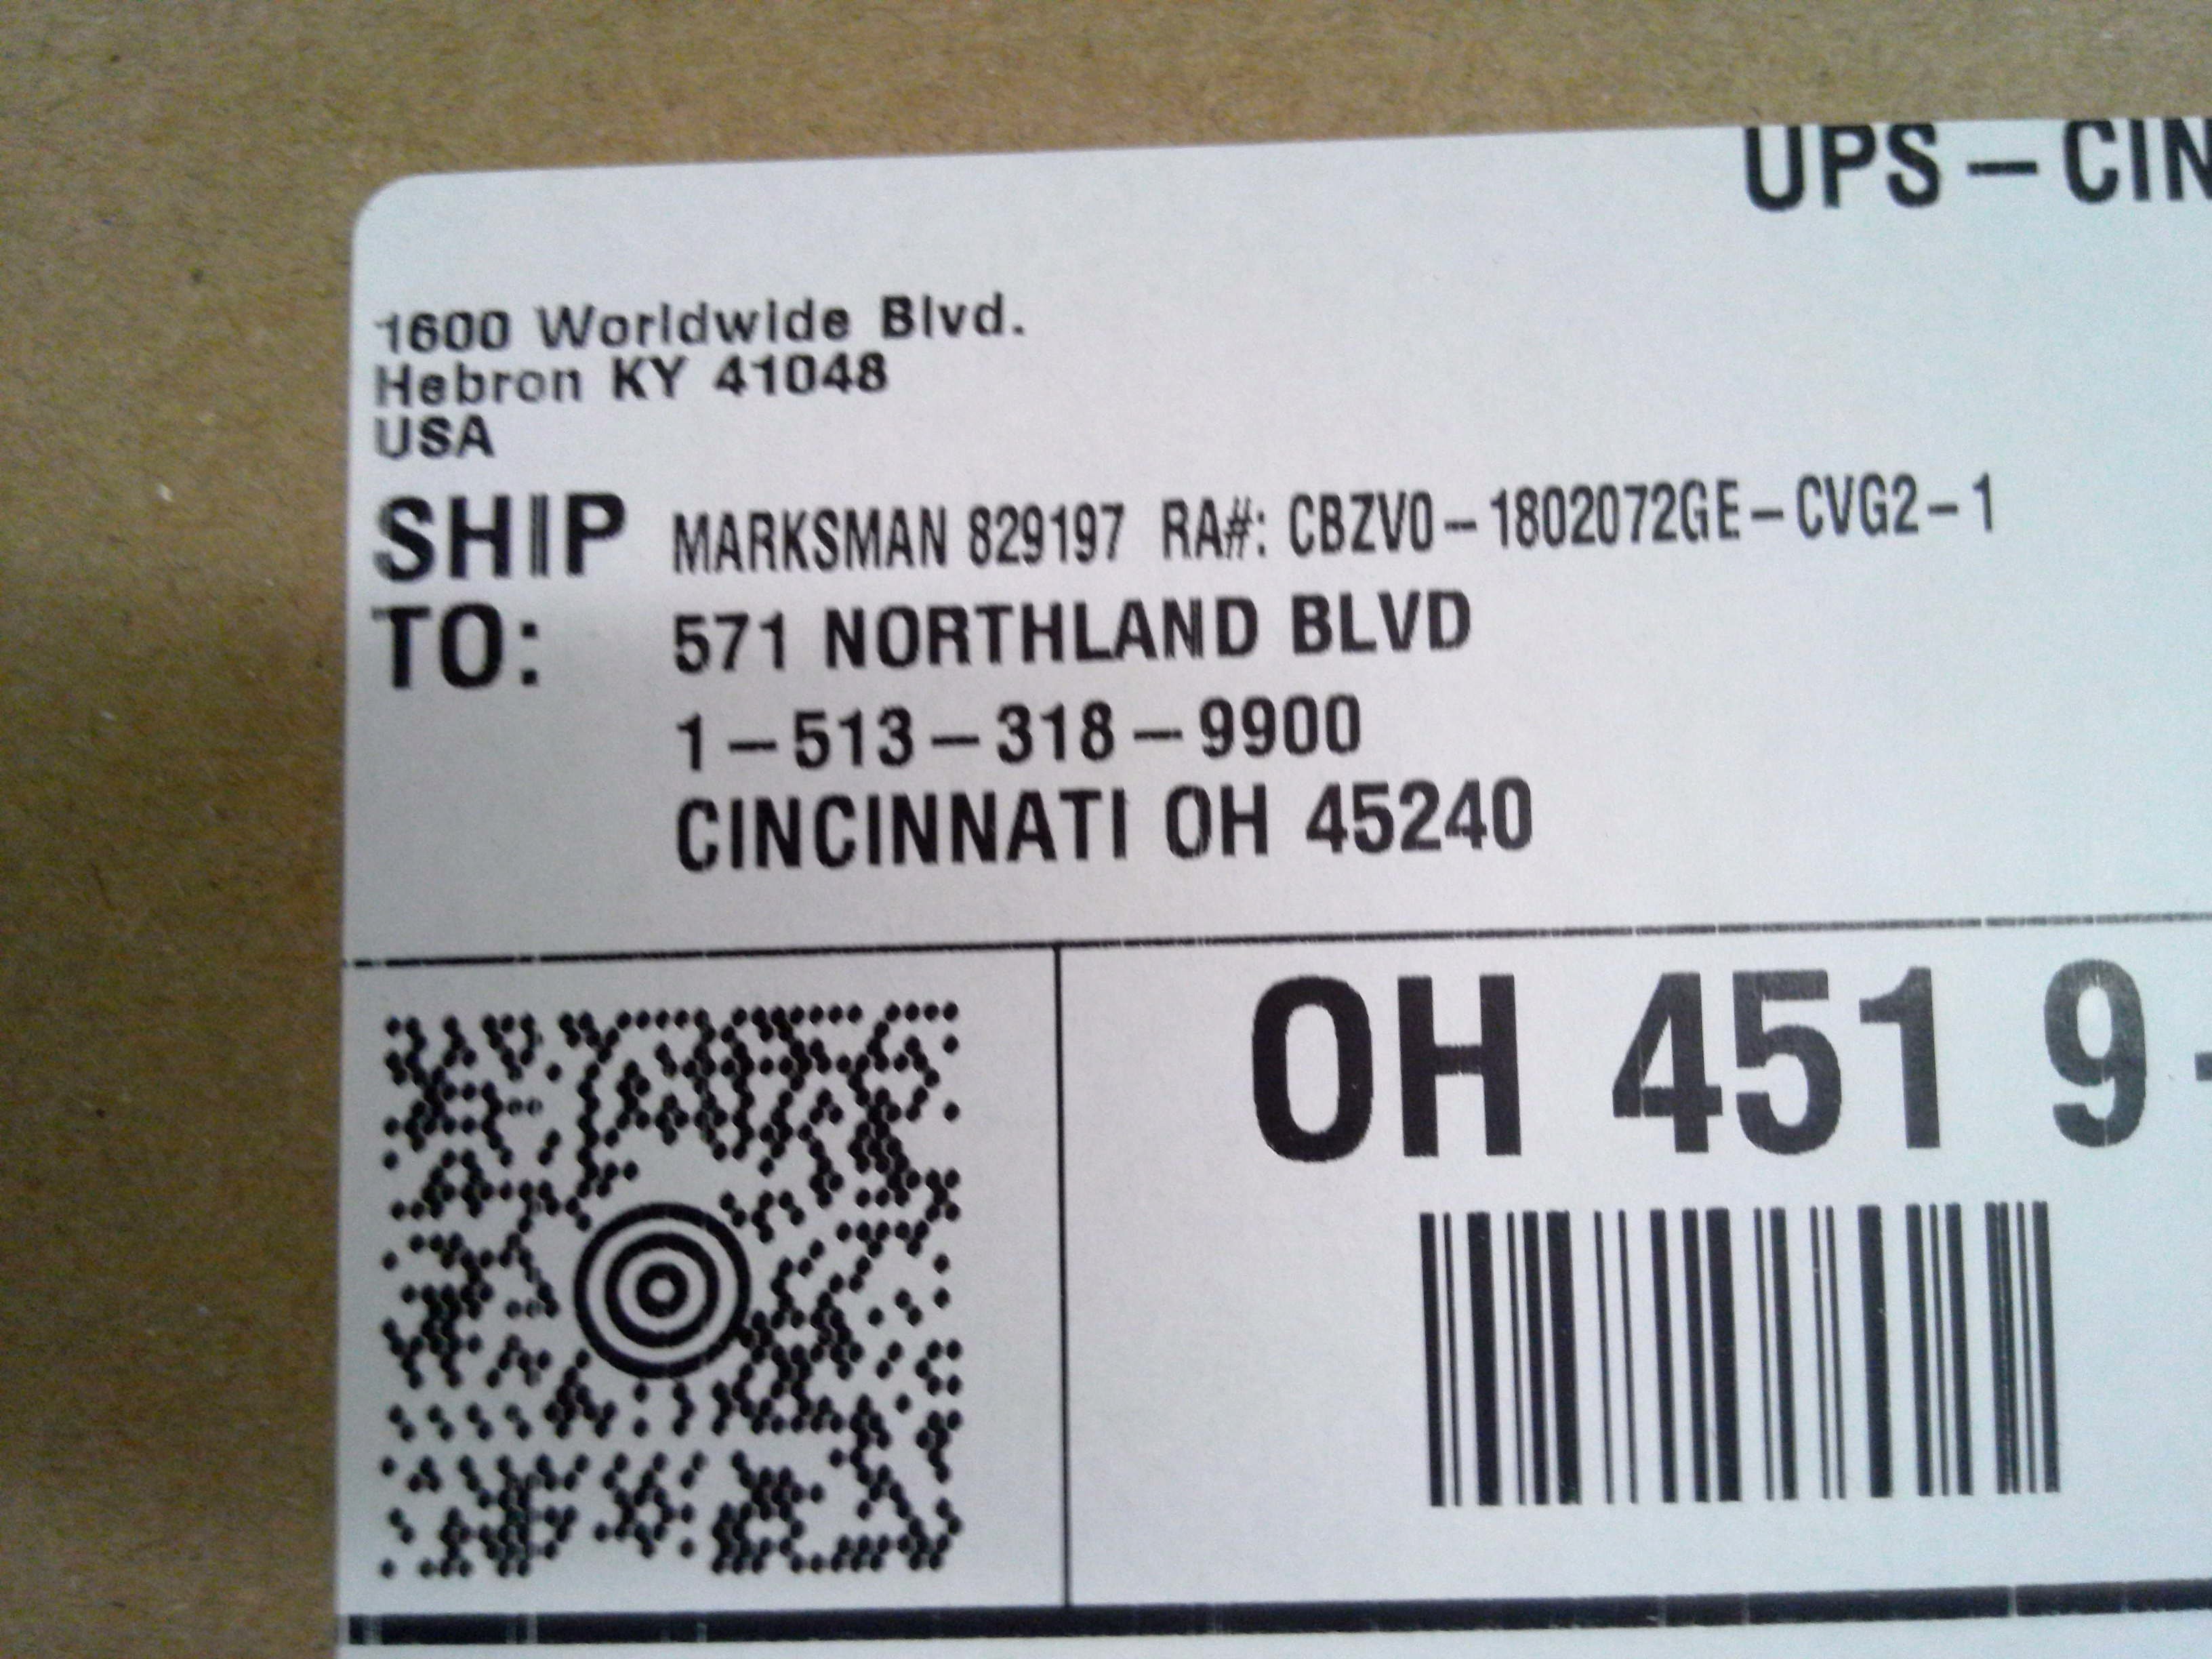 UPS – CIN
1600 Worldwide Blvd.
Hebron KY 41048
USA
SHIP TO: MARKSMAN 829197 RA#: CBZV0–1802072GE–CVG2–1
571 NORTHLAND BLVD
1–513–318–9900
CINCINNATI OH 45240
OH 451 9-